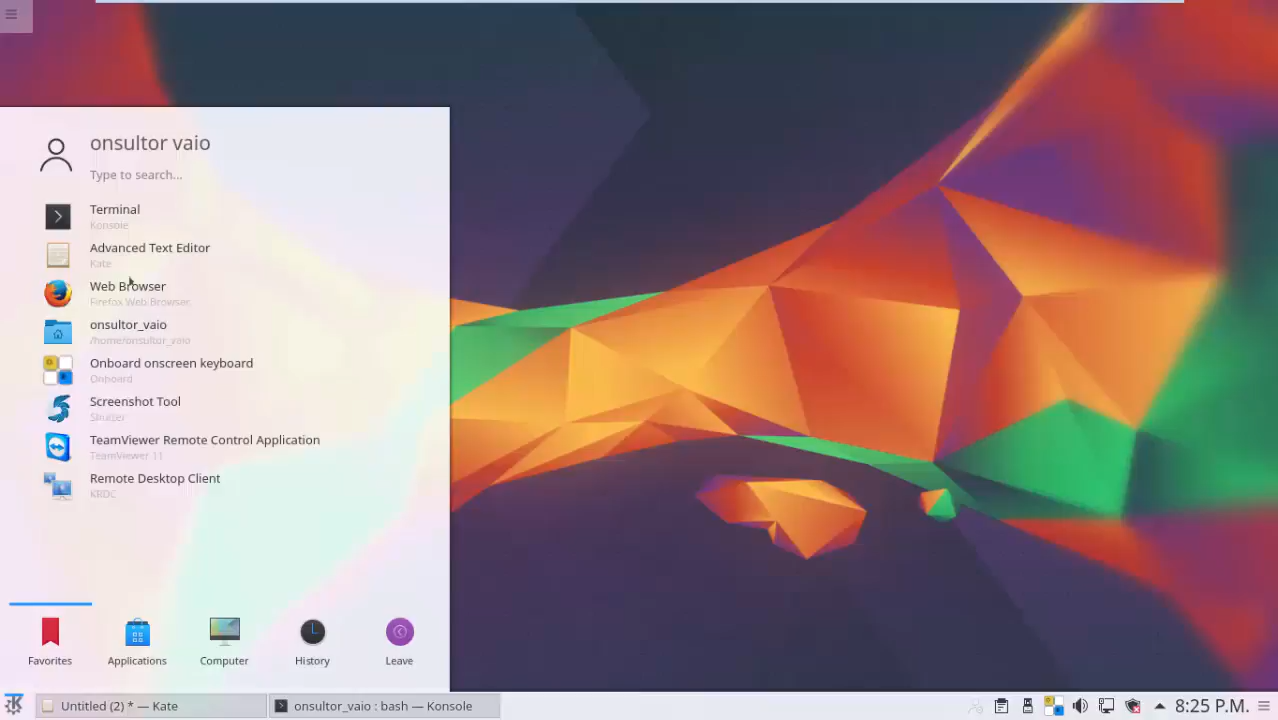 onsultor vaio
Type to search...
Terminal
Konsole
Advanced Text Editor
Kate
Web Browser
Firefox Web Browser
onsultor_vaio
/home/onsultor_vaio
Onboard onscreen keyboard
Onboard
Screenshot Tool
Shutter
TeamViewer Remote Control Application
TeamViewer 11
Remote Desktop Client
KRDC
Favorites
Applications
Computer
History
Leave
Untitled (2) * — Kate
onsultor_vaio : bash — Konsole
8:25 P.M.